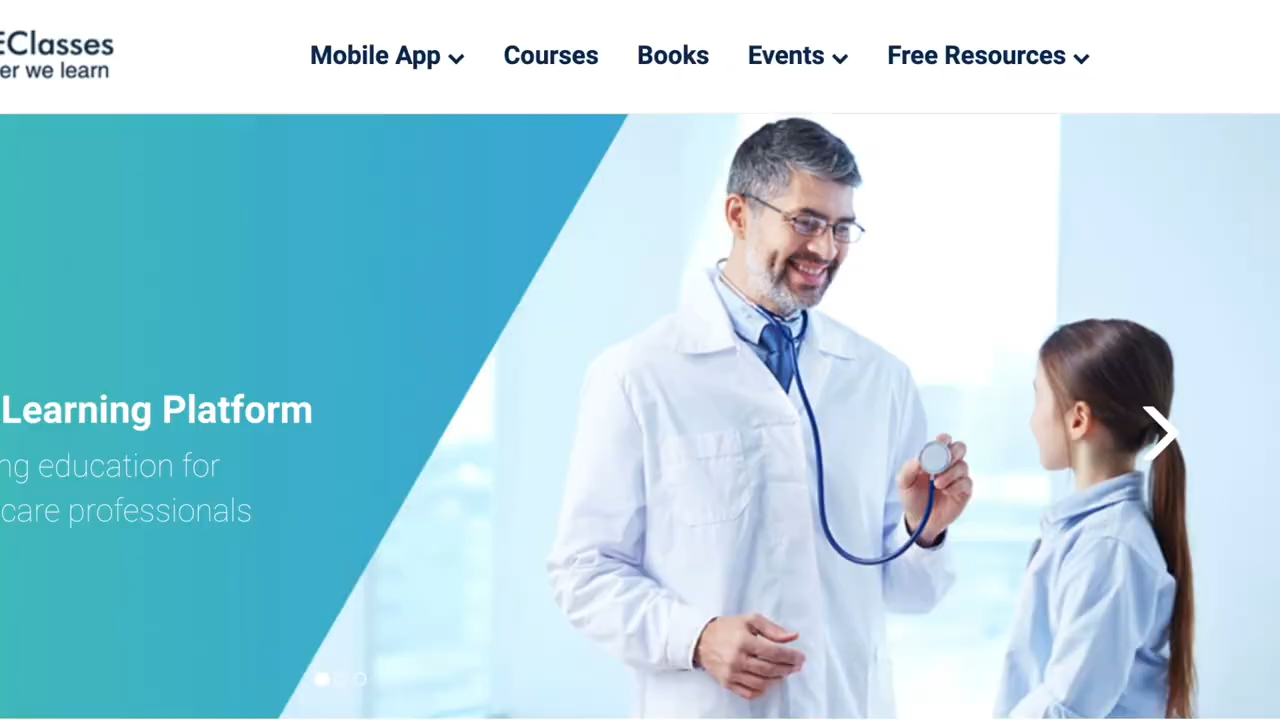 EClasses
er we learn
Mobile App
Courses
Books
Events
Free Resources
Learning Platform
ng education for
care professionals